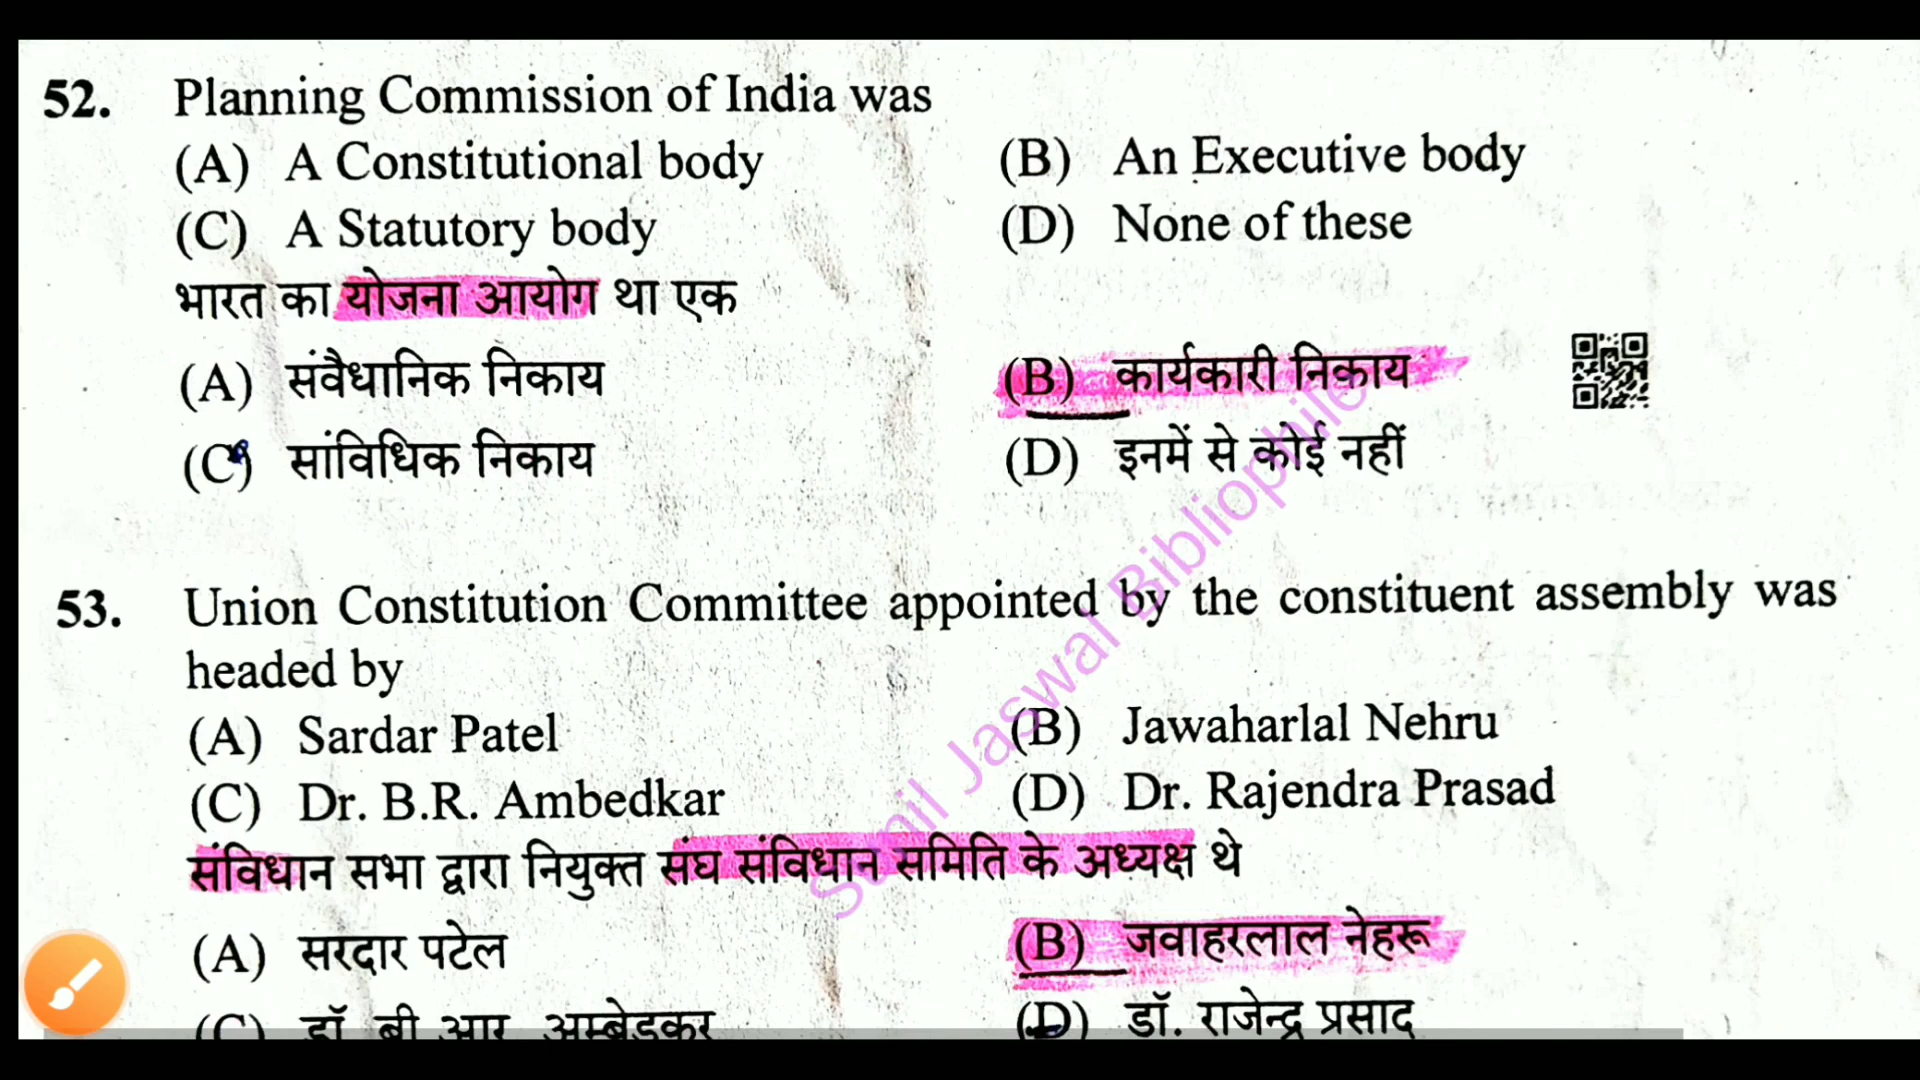 52. Planning Commission of India was
(A) A Constitutional body (B) An Executive body
(C) A Statutory body (D) None of these
भारत का योजना आयोग था एक
(A) संवैधानिक निकाय (B) कार्यकारी निकाय
(C) सांविधिक निकाय (D) इनमें से कोई नहीं
53. Union Constitution Committee appointed by the constituent assembly was
headed by
(A) Sardar Patel (B) Jawaharlal Nehru
(C) Dr. B.R. Ambedkar (D) Dr. Rajendra Prasad
संविधान सभा द्वारा नियुक्त संघ संविधान समिति के अध्यक्ष थे
(A) सरदार पटेल (B) जवाहरलाल नेहरू
(C) डॉ. बी. आर. अम्बेडकर (D) डॉ. राजेन्द्र प्रसाद
Sunil Jaswal Bibliophile